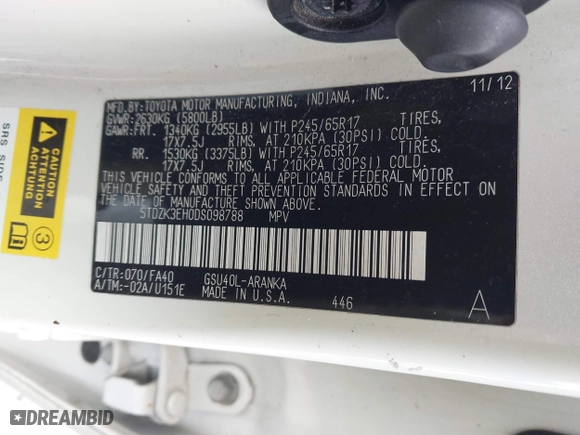 MFD.BY:TOYOTA MOTOR MANUFACTURING, INDIANA, INC. 11/12
GVWR:2630KG (5800LB)
GAWR:FRT. 1340KG (2955LB) WITH P245/65R17 TIRES,
17X7.5J RIMS, AT 210KPA (30PSI) COLD.
RR. 1530KG (3375LB) WITH P245/65R17 TIRES,
17X7.5J RIMS, AT 210KPA (30PSI) COLD.
THIS VEHICLE CONFORMS TO ALL APPLICABLE FEDERAL MOTOR
VEHICLE SAFETY AND THEFT PREVENTION STANDARDS IN EFFECT
ON THE DATE OF MANUFACTURE SHOWN ABOVE.
5TDZK3EH0DS098788 MPV
C/TR:070/FA40 GSU40L-ARANKA
A/TM:-02A/U151E MADE IN U.S.A. 446 A
SRS SIDE
3
DREAMBID